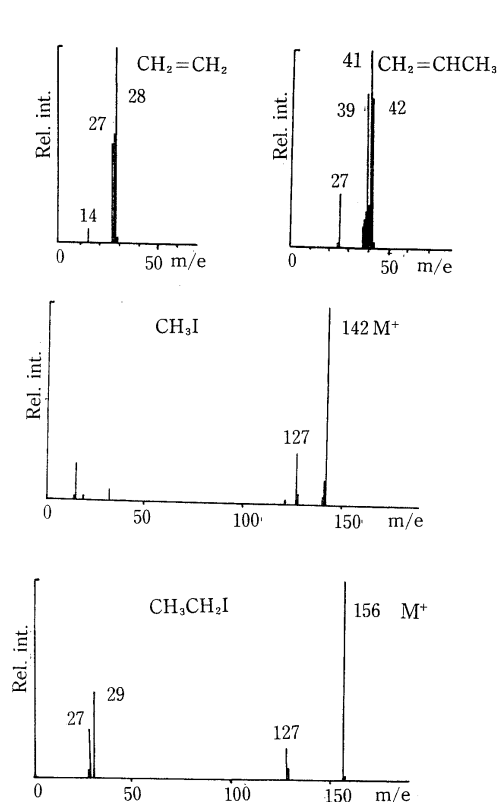 CH₂=CH₂
28
27
14
Rel. int.
0 50 m/e
41 CH₂=CHCH₃
39 42
27
Rel. int.
0 50 m/e
CH₃I
142 M⁺
127
Rel. int.
0 50 100 150 m/e
CH₃CH₂I
156 M⁺
29
27
127
Rel. int.
0 50 100 150 m/e